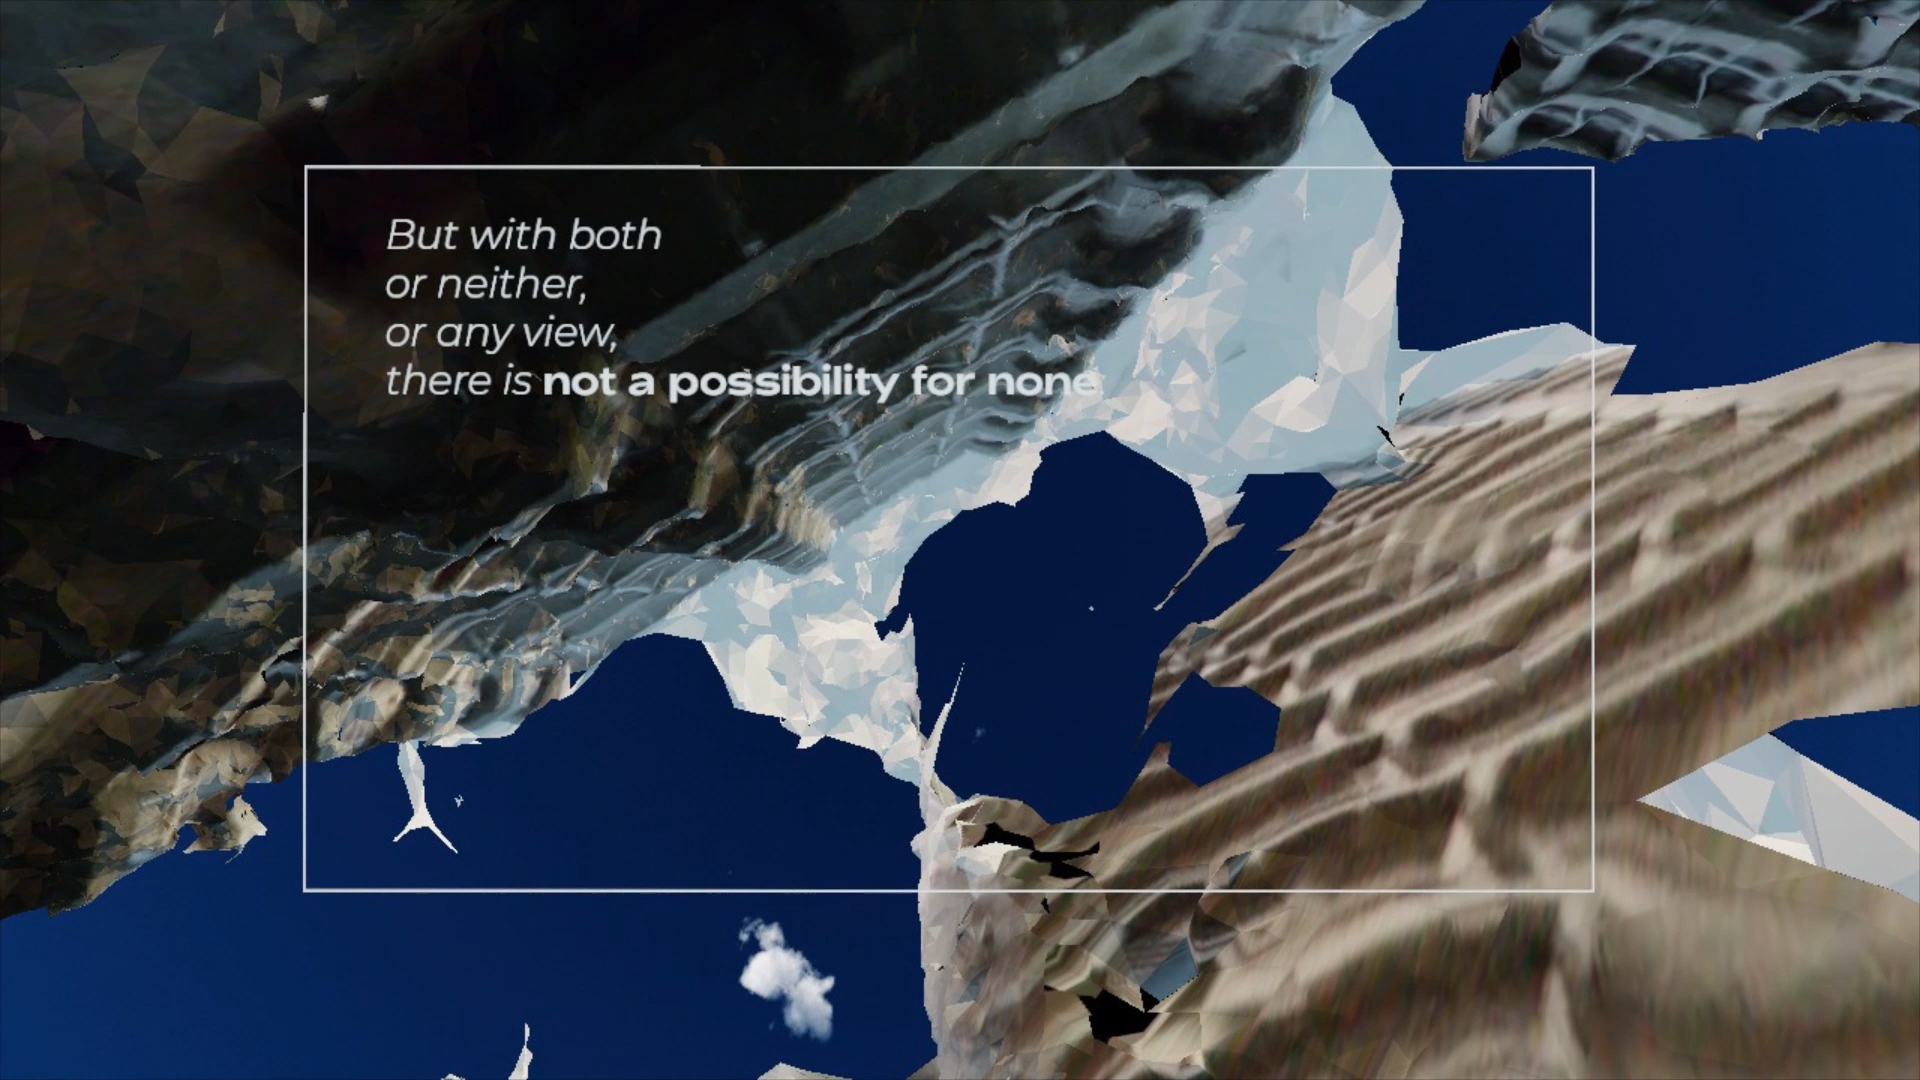 But with both
or neither,
or any view,
there is not a possibility for none